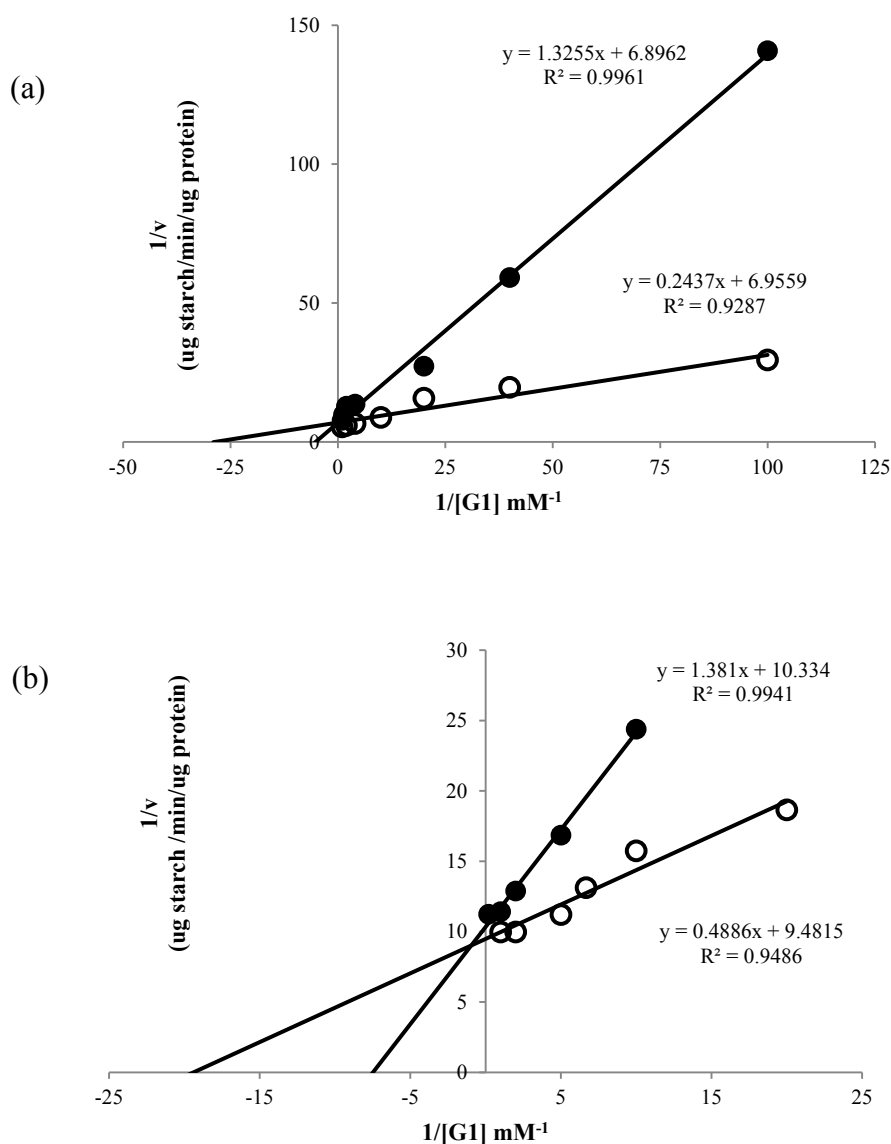 (a)
1/v
(ug starch/min/ug protein)
150
100
50
0
-50
-25
0
25
50
75
100
125
y = 1.3255x + 6.8962
R² = 0.9961
y = 0.2437x + 6.9559
R² = 0.9287
1/[G1] mM⁻¹
(b)
1/v
(ug starch /min/ug protein)
30
25
20
15
10
5
0
-25
-15
-5
5
15
25
y = 1.381x + 10.334
R² = 0.9941
y = 0.4886x + 9.4815
R² = 0.9486
1/[G1] mM⁻¹